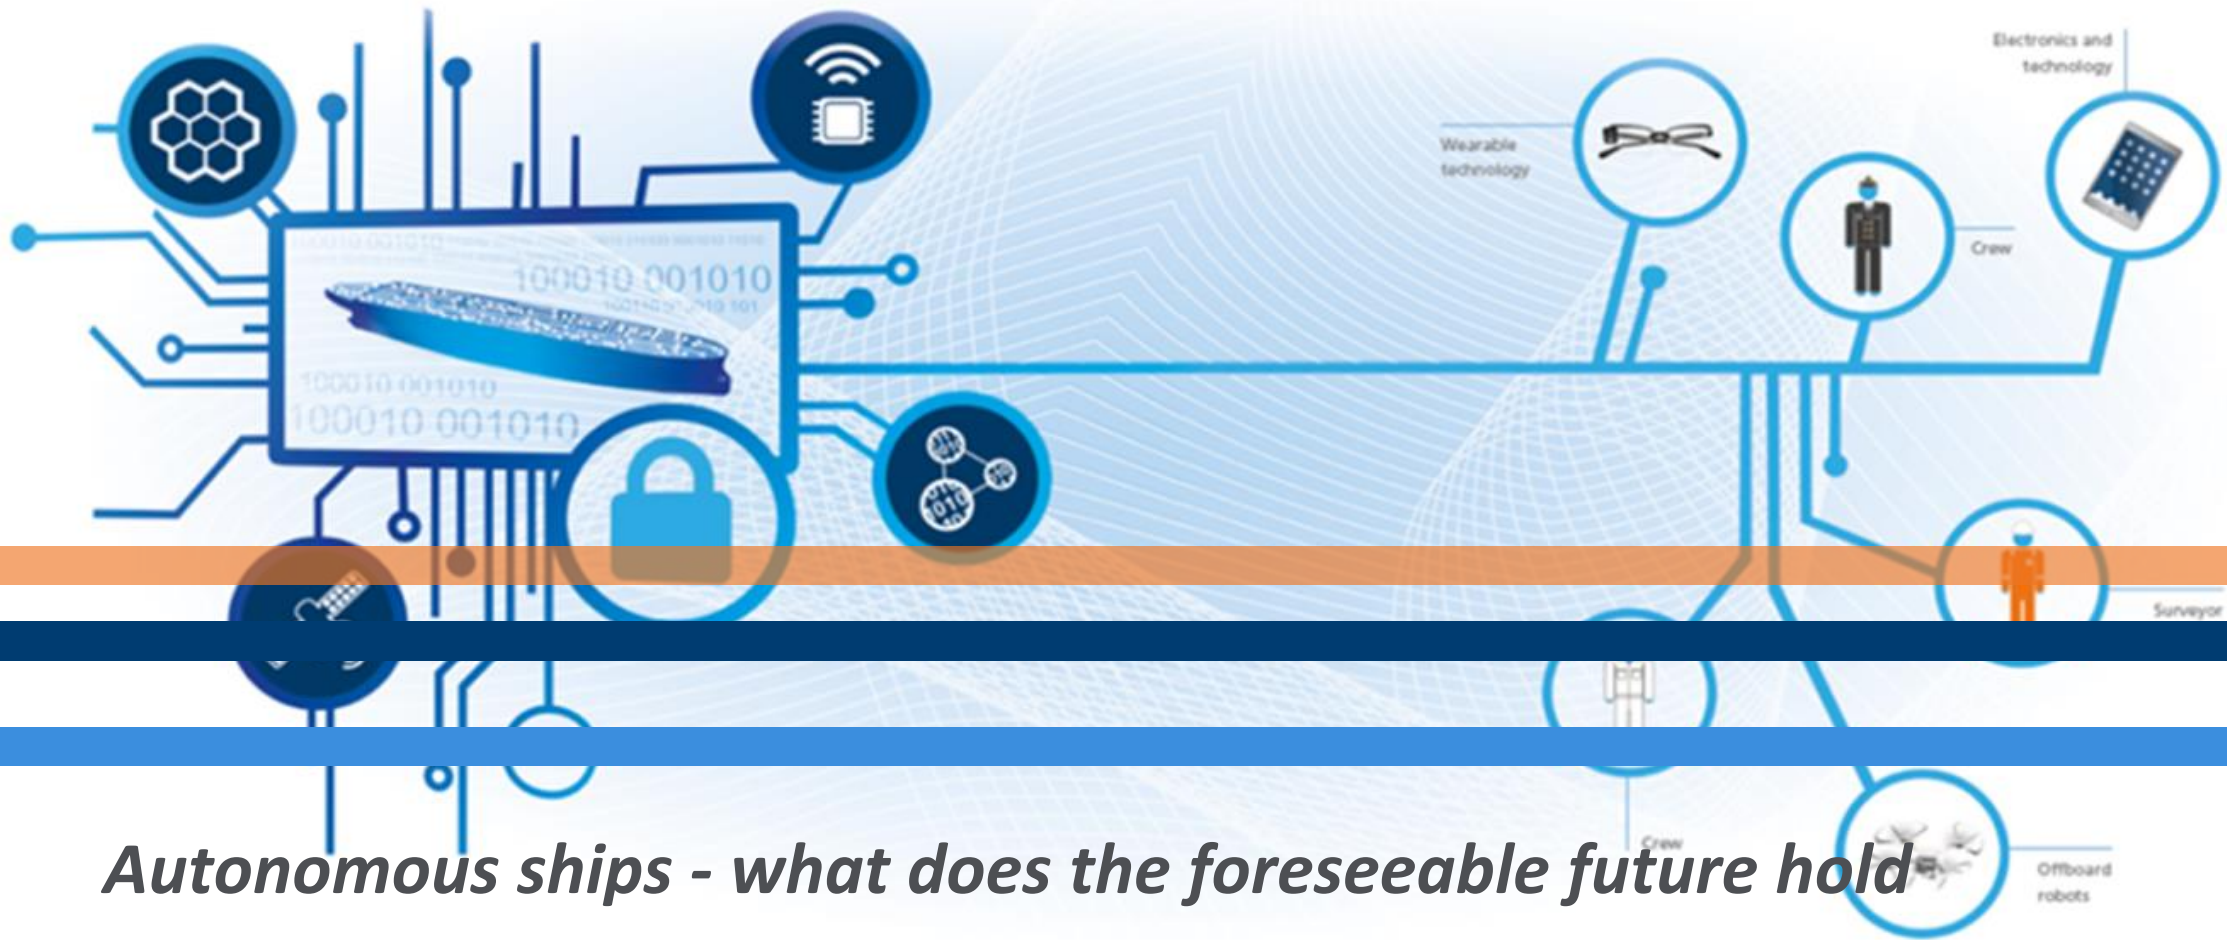 Electronics and
technology
Wearable
technology
Crew
100010 001010
100010 001010
100010 001010
Surveyor
Crew
Autonomous ships - what does the foreseeable future hold
Offboard
robots